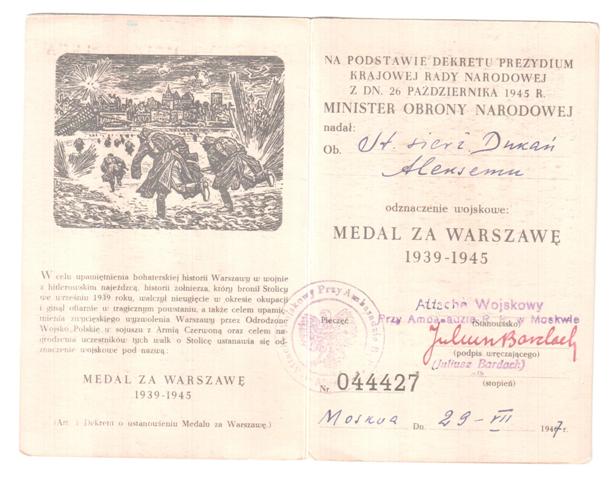 W celu upamiętnienia bohaterskiej historii Warszawy w wojnie
z hitlerowskim najeźdzcą, historii żołnierza, który bronił Stolicy
we wrześniu 1939 roku, walczył nieugięcie w okresie okupacji
i ginął ofiarnie w tragicznym powstaniu, a także celem upamięt-
nienia zwycięskiego wyzwolenia Warszawy przez Odrodzone
Wojsko Polskie w sojuszu z Armią Czerwoną oraz celem na-
grodzenia uczestników tych walk o Stolicę ustanawia się od-
znaczenie wojskowe pod nazwą:
MEDAL ZA WARSZAWĘ
1939-1945
(Art. 1 Dekretu o ustanowieniu Medalu za Warszawę.)
NA PODSTAWIE DEKRETU PREZYDIUM
KRAJOWEJ RADY NARODOWEJ
Z DN. 26 PAŹDZIERNIKA 1945 R.
MINISTER OBRONY NARODOWEJ
nadał:
Ob. St. sierż Dukań
Aleksemu
odznaczenie wojskowe:
MEDAL ZA WARSZAWĘ
1939-1945
Attache Wojskowy
Przy Ambasadzie R. P. w Moskwie
Pieczęć
(Stanowisko)
Juliusz Bardach
(podpis wręczającego)
(Juliusz Bardach)
(stopień)
Nr. 044427
Moskva Dn. 29-VII 1947 r.